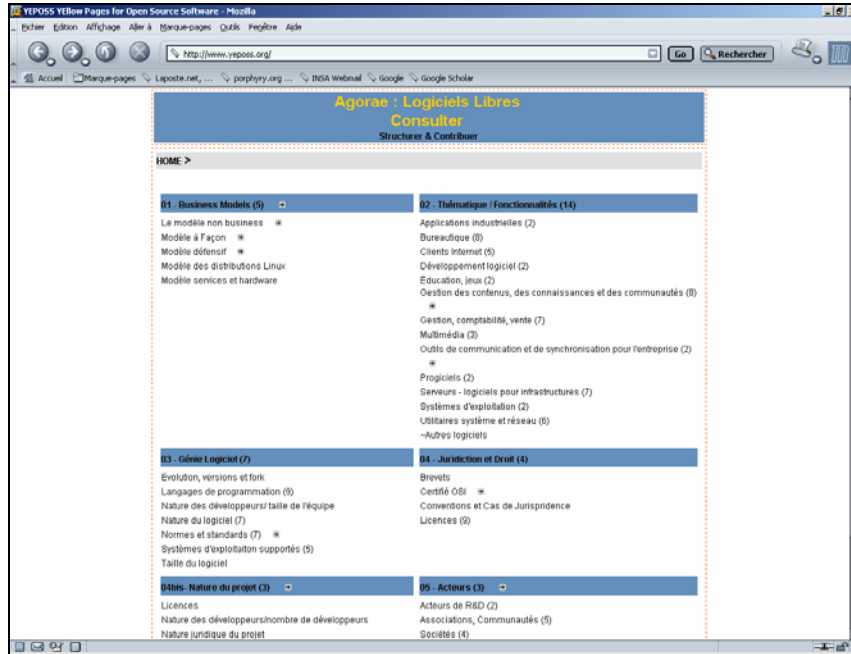 YEPOSS YEllow Pages for Open Source Software - Mozilla
Fichier Edition Affichage Aller à Marque-pages Outils Fenêtre Aide
http://www.yeposs.org/
Go
Rechercher
Accueil Marque-pages Laposte.net, ... porphyry.org ... INSA Webmail Google Google Scholar
Agorae : Logiciels Libres
Consulter
Structurer & Contribuer
HOME >
01 - Business Models (5)
Le modèle non business
Modèle à Façon
Modèle défensif
Modèle des distributions Linux
Modèle services et hardware
02 - Thématique / Fonctionnalités (14)
Applications industrielles (2)
Bureautique (8)
Clients Internet (5)
Développement logiciel (2)
Education, jeux (2)
Gestion des contenus, des connaissances et des communautés (8)
Gestion, comptabilité, vente (7)
Multimédia (3)
Outils de communication et de synchronisation pour l'entreprise (2)
Progiciels (2)
Serveurs - logiciels pour infrastructures (7)
Systèmes d'exploitation (2)
Utilitaires système et réseau (6)
~Autres logiciels
03 - Génie Logiciel (7)
Evolution, versions et fork
Langages de programmation (9)
Nature des développeurs/ taille de l'équipe
Nature du logiciel (7)
Normes et standards (7)
Systèmes d'exploitaiton supportés (5)
Taille du logiciel
04 - Juridiction et Droit (4)
Brevets
Certifié OSI
Conventions et Cas de Jurispridence
Licences (9)
04bis- Nature du projet (3)
Licences
Nature des développeurs/nombre de développeurs
Nature juridique du projet
05 - Acteurs (3)
Acteurs de R&D (2)
Associations, Communautés (5)
Sociétés (4)